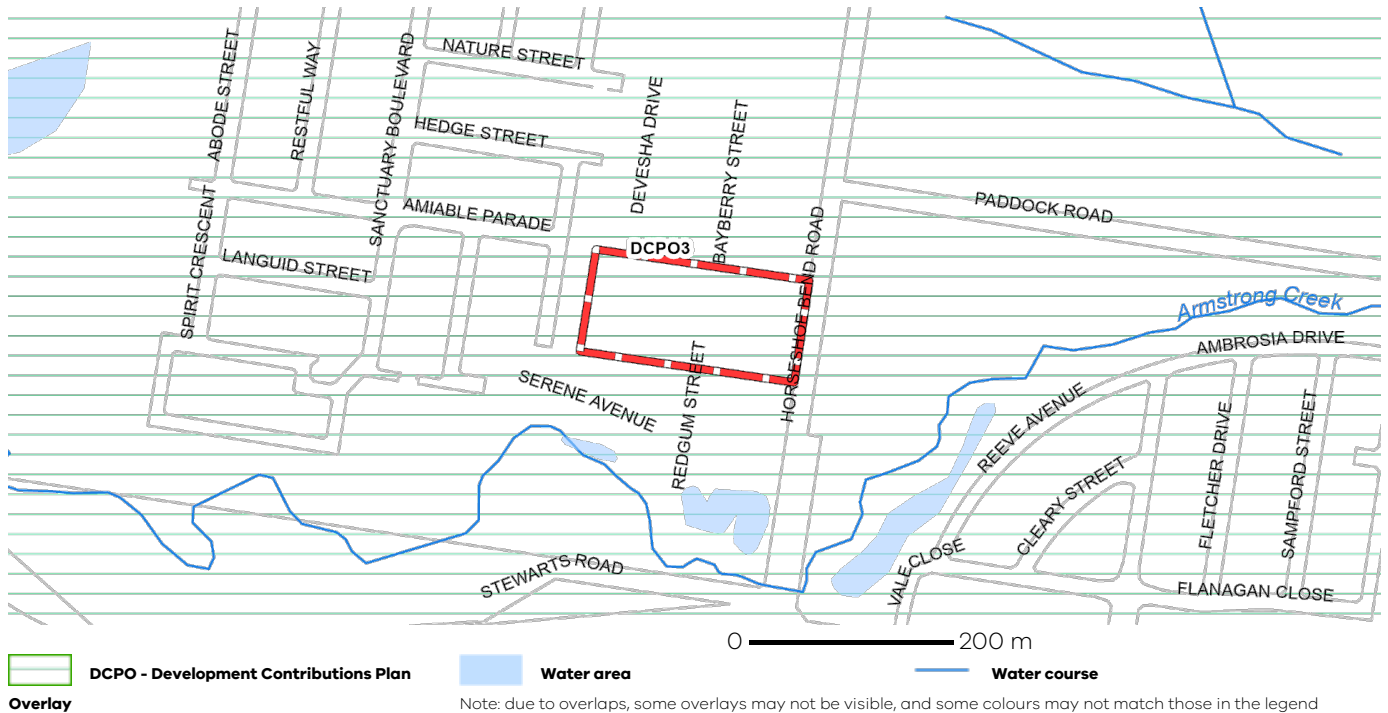 NATURE STREET
ABODE STREET
RESTFUL WAY
SANCTUARY BOULEVARD
HEDGE STREET
DEVESHA DRIVE
BAYBERRY STREET
PADDOCK ROAD
AMIABLE PARADE
SPIRIT CRESCENT
LANGUID STREET
DCPO3
HORSESHOE BEND ROAD
Armstrong Creek
AMBROSIA DRIVE
SERENE AVENUE
REDGUM STREET
REEVE AVENUE
CLEARY STREET
FLETCHER DRIVE
SAMPFORD STREET
STEWARTS ROAD
VALE CLOSE
FLANAGAN CLOSE
0 200 m
DCPO - Development Contributions Plan
Overlay
Water area
Water course
Note: due to overlaps, some overlays may not be visible, and some colours may not match those in the legend